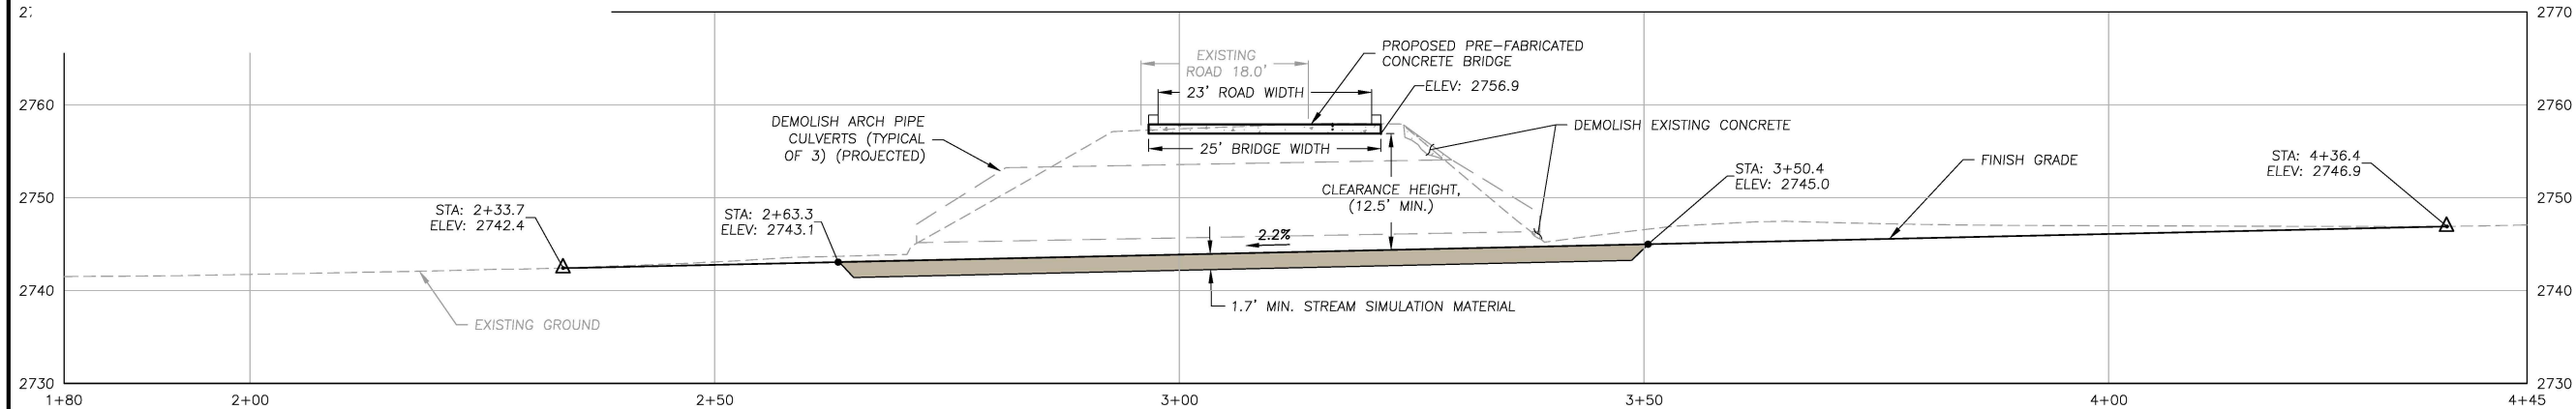 2770
2760
2750
2740
2730
EXISTING
ROAD 18.0'
PROPOSED PRE-FABRICATED
CONCRETE BRIDGE
ELEV: 2756.9
23' ROAD WIDTH
DEMOLISH ARCH PIPE
CULVERTS (TYPICAL
OF 3) (PROJECTED)
25' BRIDGE WIDTH
DEMOLISH EXISTING CONCRETE
CLEARANCE HEIGHT,
(12.5' MIN.)
STA: 3+50.4
ELEV: 2745.0
FINISH GRADE
STA: 4+36.4
ELEV: 2746.9
STA: 2+33.7
ELEV: 2742.4
STA: 2+63.3
ELEV: 2743.1
2.2%
1.7' MIN. STREAM SIMULATION MATERIAL
EXISTING GROUND
2760
2750
2740
2730
1+80
2+00
2+50
3+00
3+50
4+00
4+45